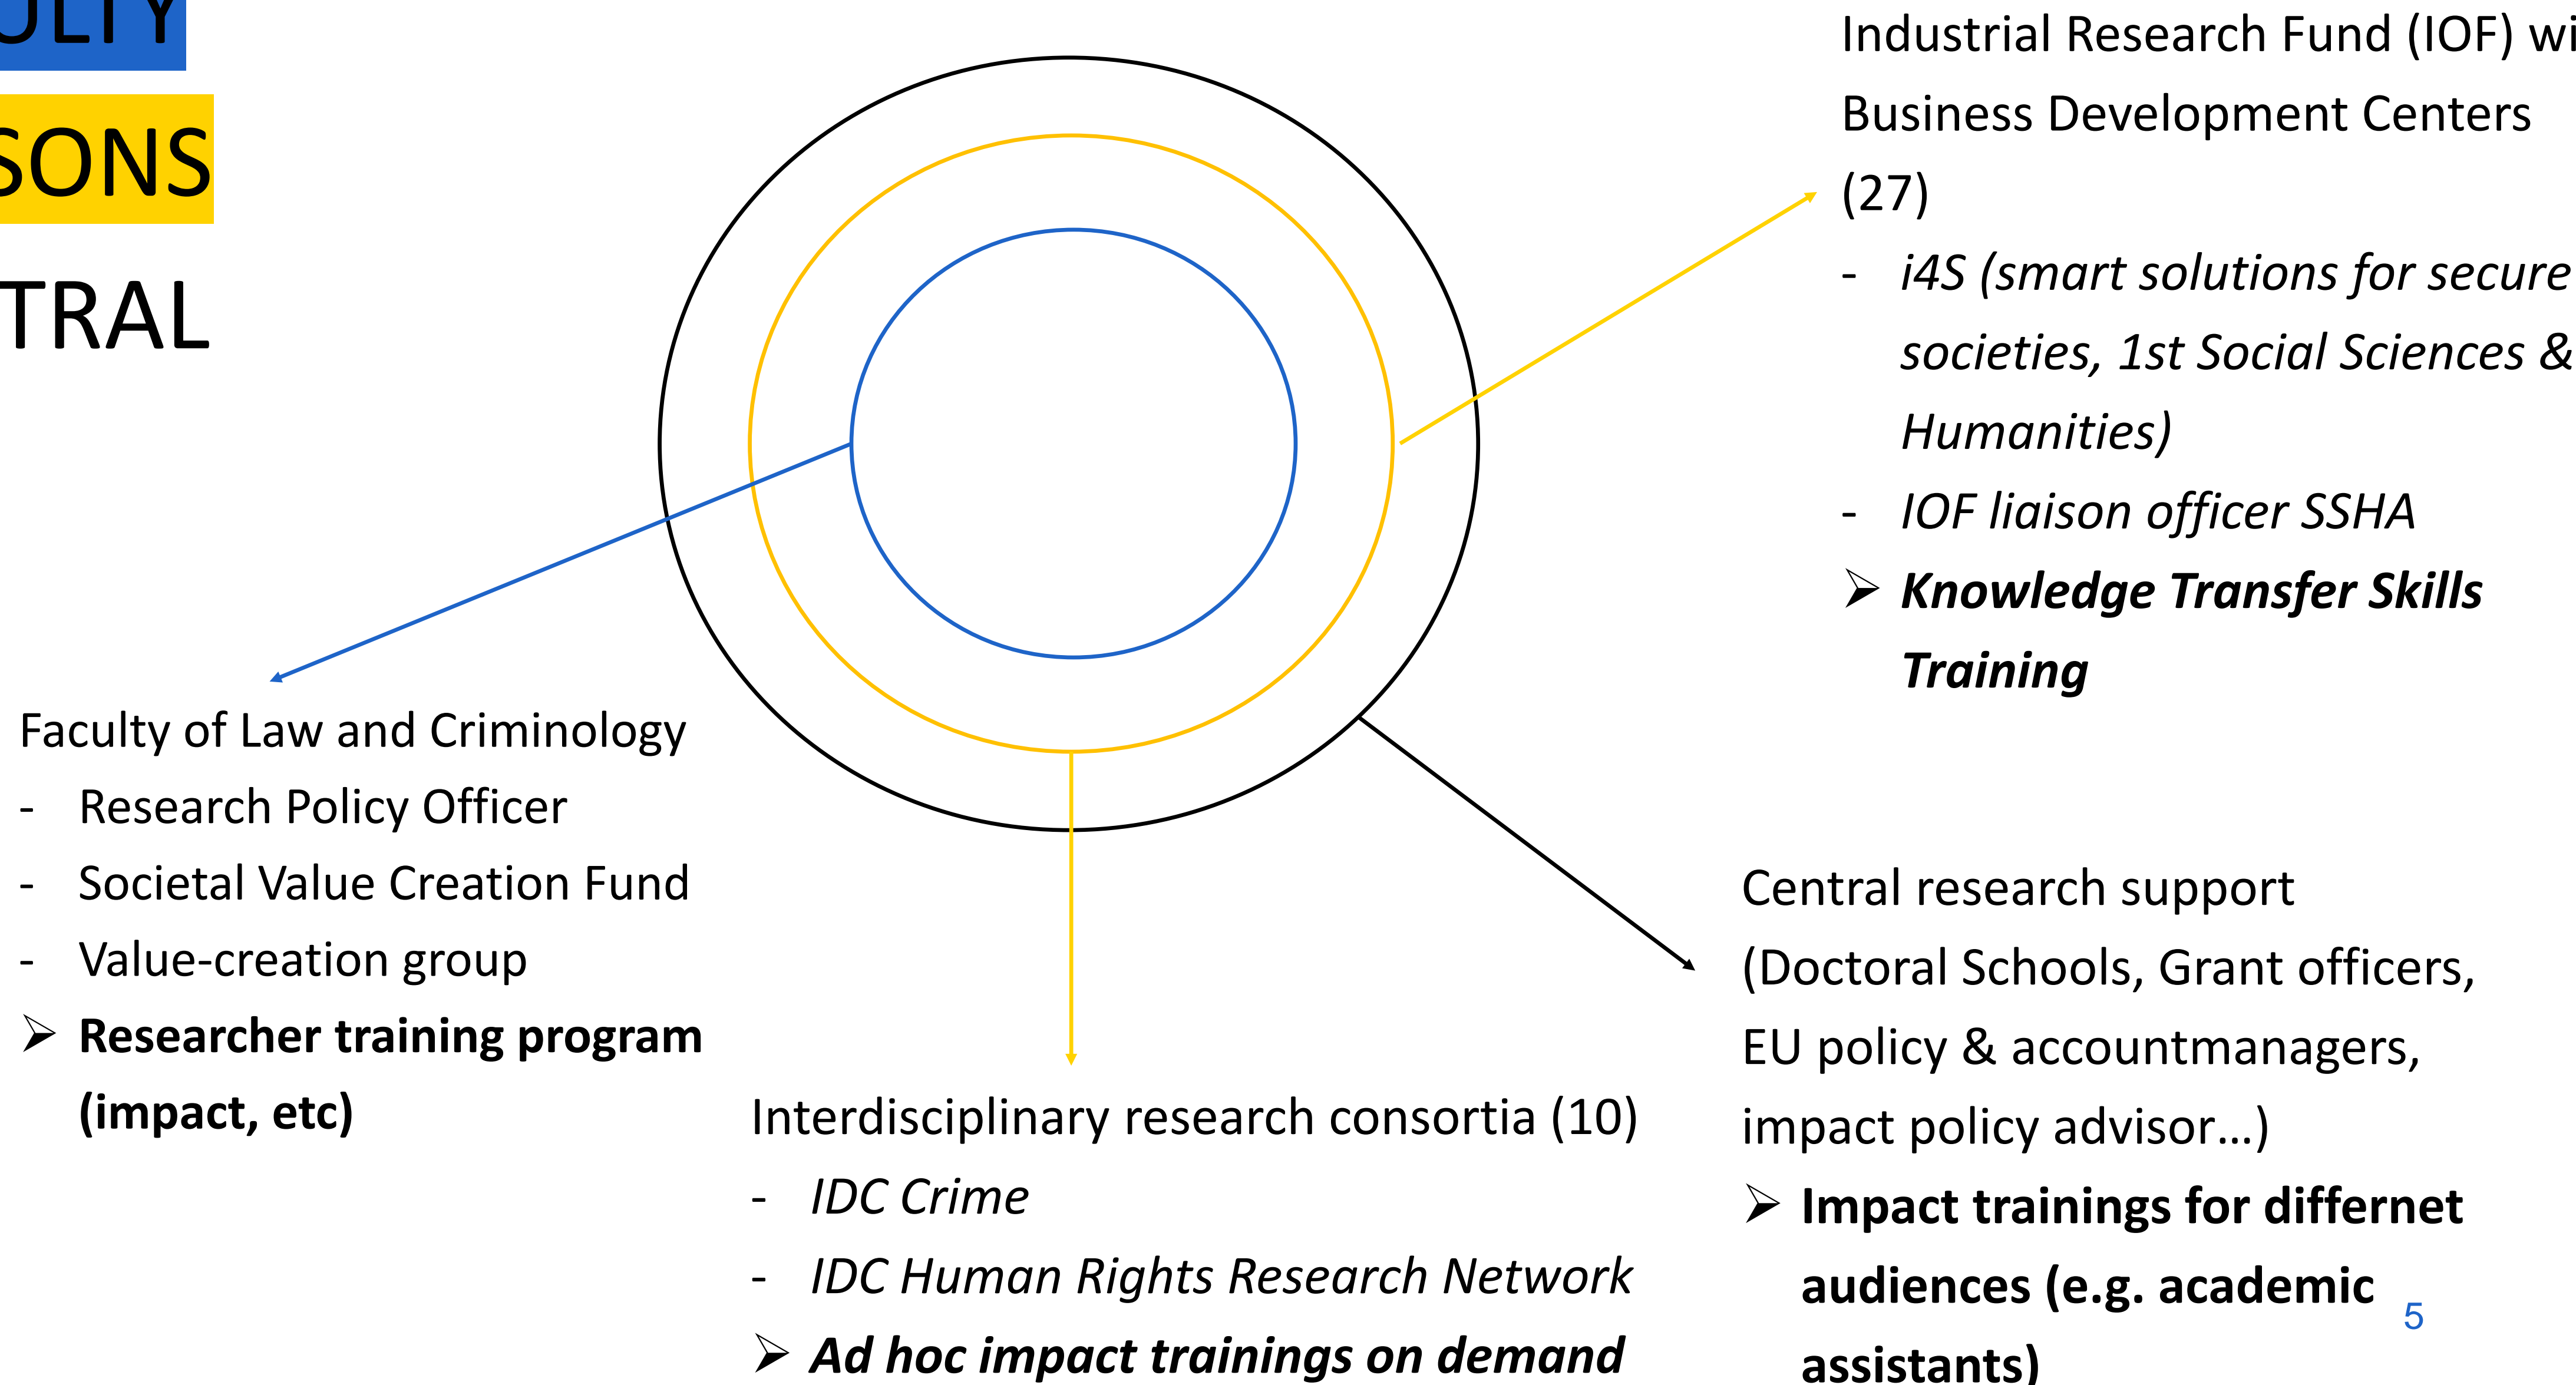 ULTY
SONS
TRAL
Industrial Research Fund (IOF) wi
Business Development Centers
(27)
- i4S (smart solutions for secure
societies, 1st Social Sciences &
Humanities)
- IOF liaison officer SSHA
➢ Knowledge Transfer Skills
Training
Faculty of Law and Criminology
- Research Policy Officer
- Societal Value Creation Fund
- Value-creation group
➢ Researcher training program
(impact, etc)
Interdisciplinary research consortia (10)
- IDC Crime
- IDC Human Rights Research Network
➢ Ad hoc impact trainings on demand
Central research support
(Doctoral Schools, Grant officers,
EU policy & accountmanagers,
impact policy advisor…)
➢ Impact trainings for differnet
audiences (e.g. academic
assistants)
5